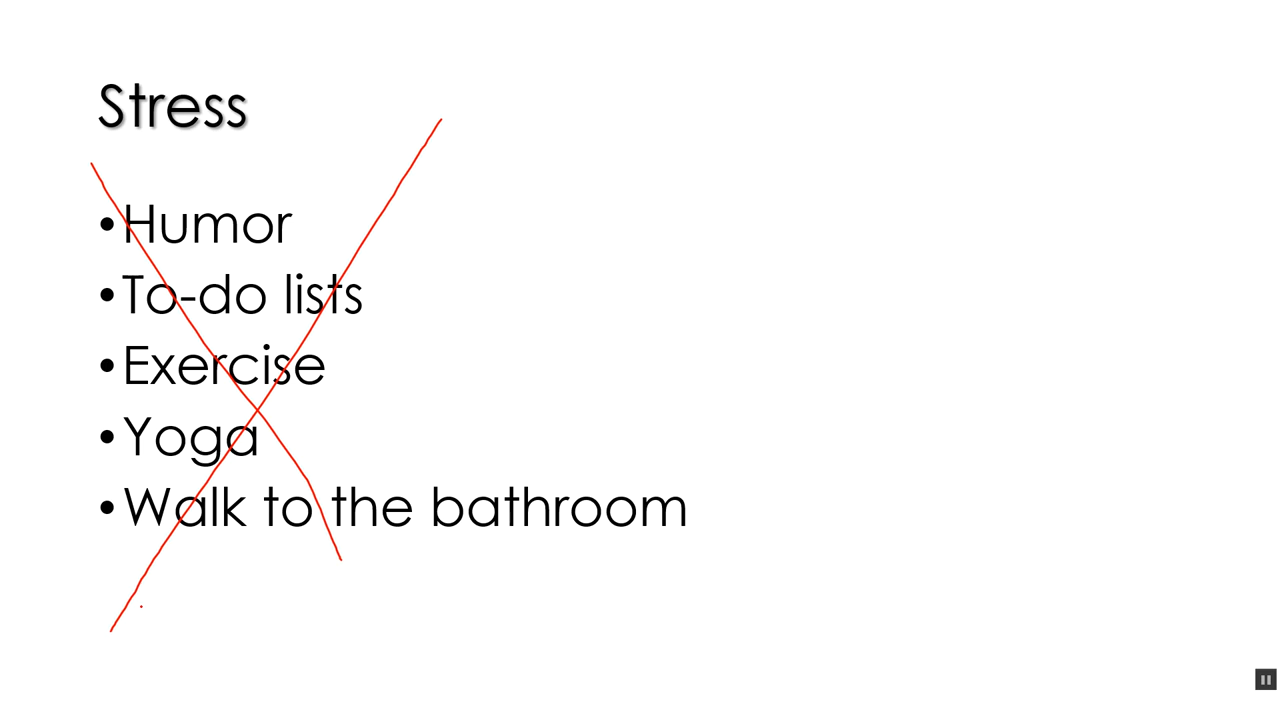 Stress
• Humor
• To-do lists
• Exercise
• Yoga
• Walk to the bathroom